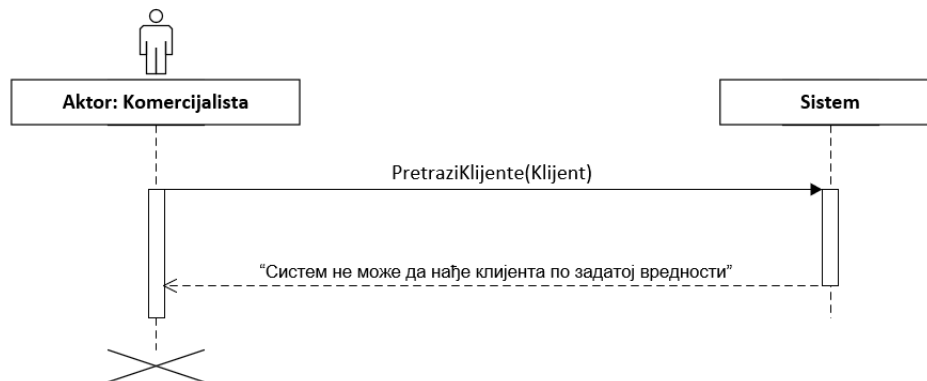 Aktor: Komercijalista
Sistem
PretraziKlijente(Klijent)
“Систем не може да нађе клијента по задатој вредности”